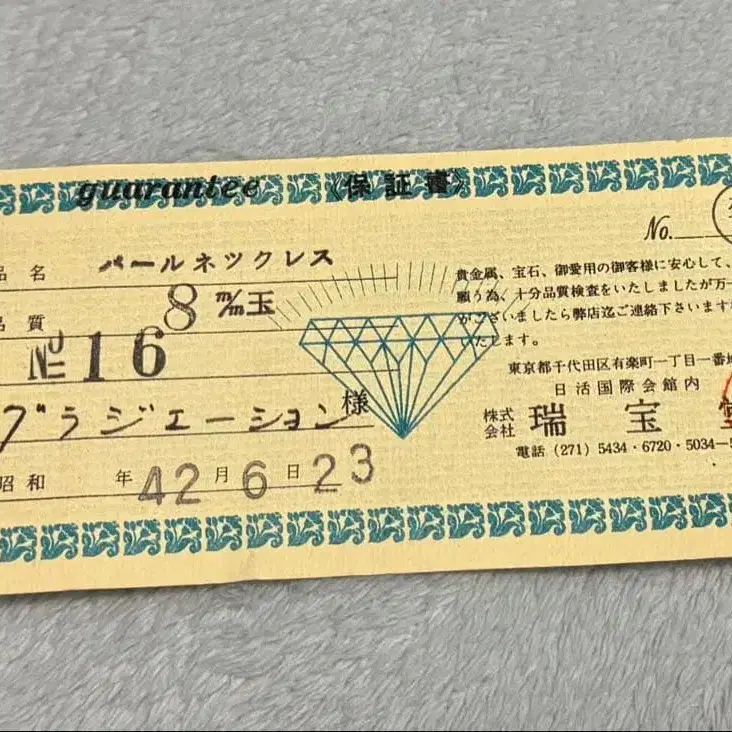 guarantee 《保証書》
No.
品名 パールネックレス
品質 8 m/m玉
No 16
グラジエーション様
昭和 年 42 月 6 日 23
貴金属、宝石、御愛用の御客様に安心して、
願う為、十分品質検査をいたしましたが万一
がございましたら弊店迄ご連絡下さいます
いたします。
東京都千代田区有楽町一丁目一番地
日活国際会館内
株式会社 瑞宝堂
電話 (271) 5434・6720・5034